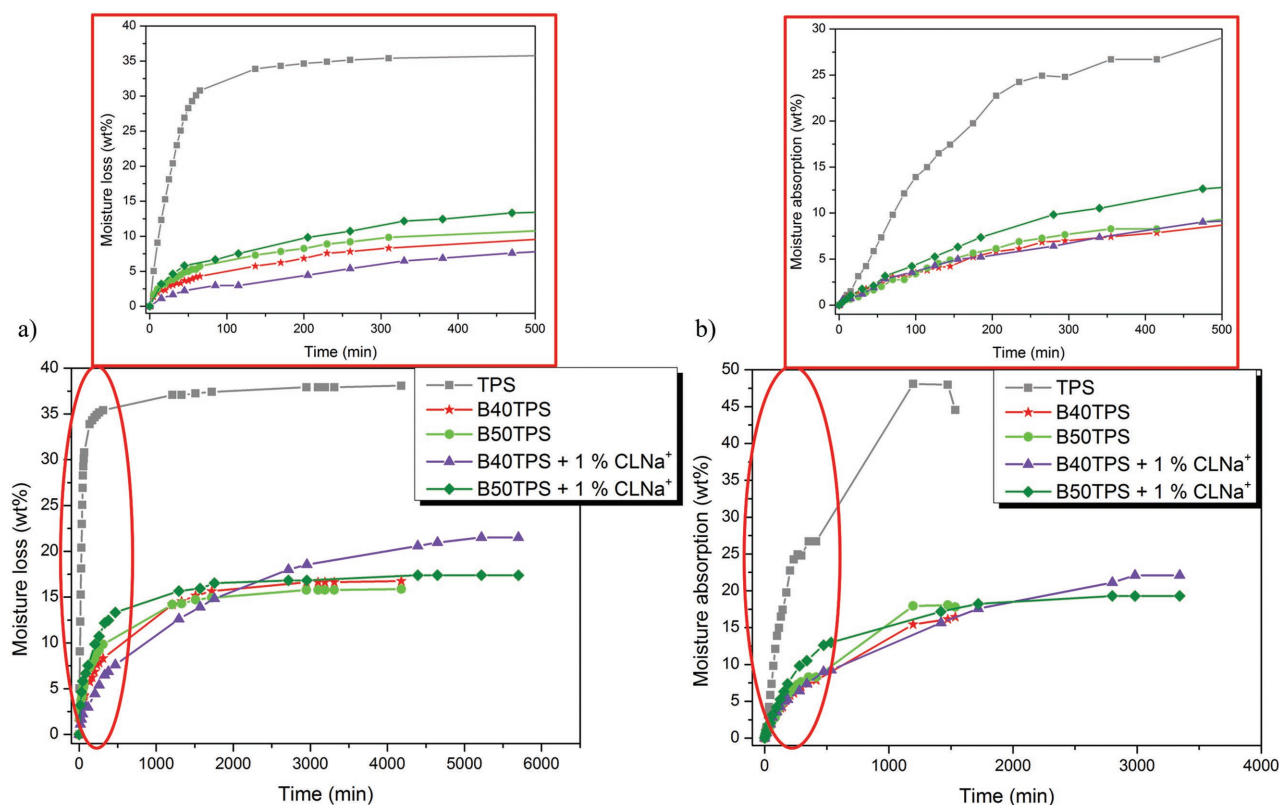 40
35
30
25
20
15
10
5
0
Moisture loss (wt%)
0 100 200 300 400 500
Time (min)
30
25
20
15
10
5
0
Moisture absorption (wt%)
0 100 200 300 400 500
Time (min)
a)
b)
40
35
30
25
20
15
10
5
0
Moisture loss (wt%)
TPS
B40TPS
B50TPS
B40TPS + 1 % CLNa⁺
B50TPS + 1 % CLNa⁺
0 1000 2000 3000 4000 5000 6000
Time (min)
50
45
40
35
30
25
20
15
10
5
0
Moisture absorption (wt%)
TPS
B40TPS
B50TPS
B40TPS + 1 % CLNa⁺
B50TPS + 1 % CLNa⁺
0 1000 2000 3000 4000
Time (min)